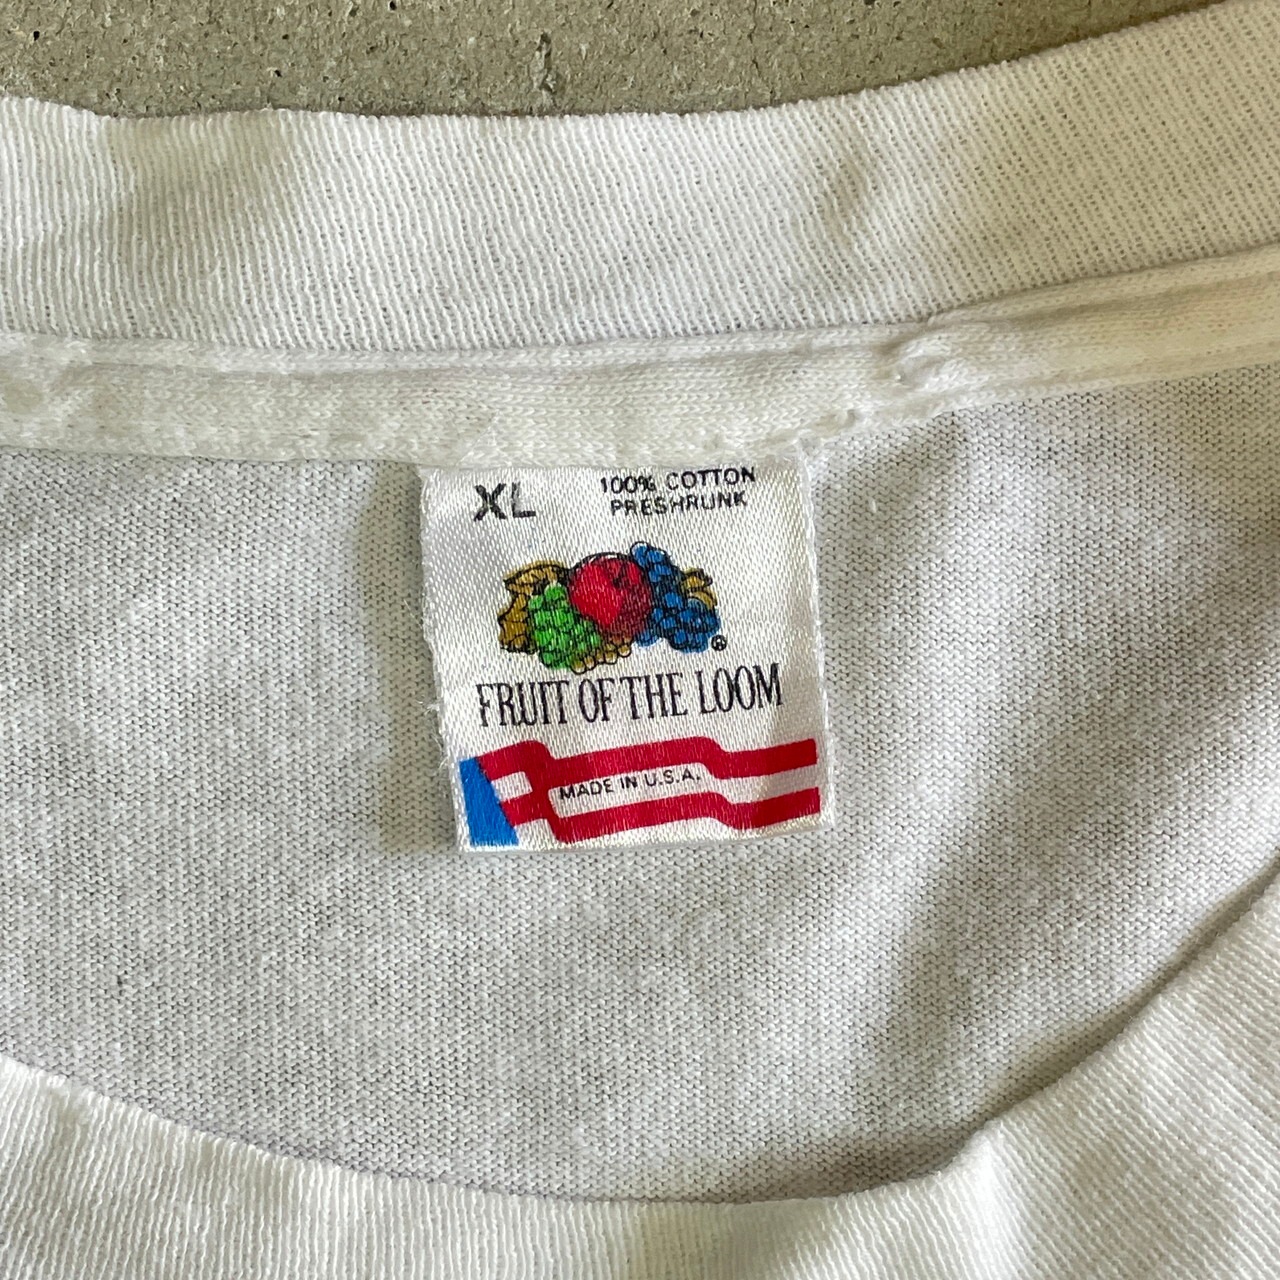 XL
100% COTTON
PRESHRUNK
®
FRUIT OF THE LOOM
MADE IN U.S.A.